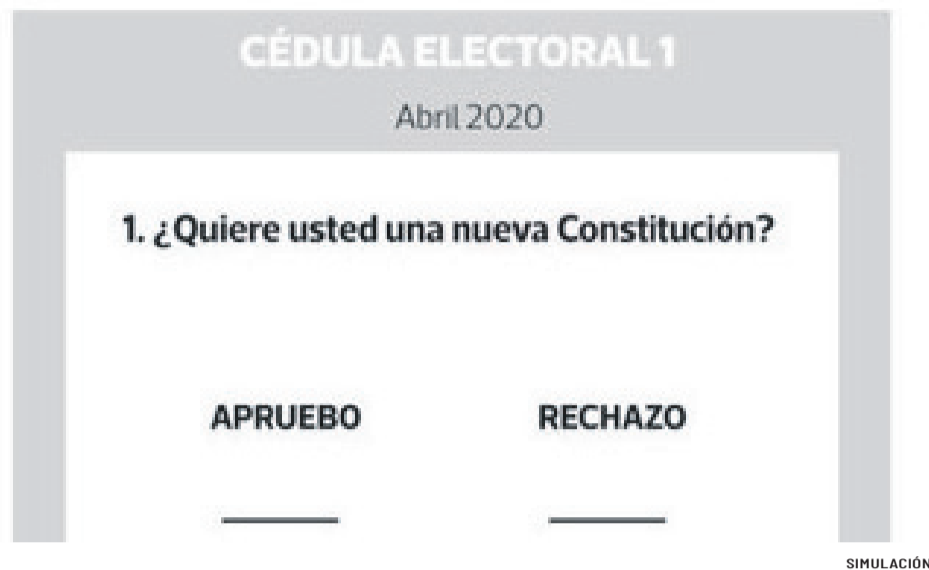 CÉDULA ELECTORAL 1
Abril 2020
1. ¿Quiere usted una nueva Constitución?
APRUEBO RECHAZO
SIMULACIÓN